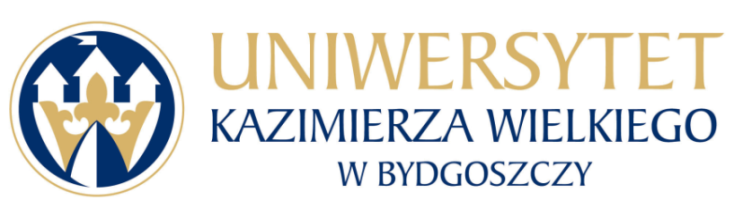 UNIWERSYTET
KAZIMIERZA WIELKIEGO
W BYDGOSZCZY